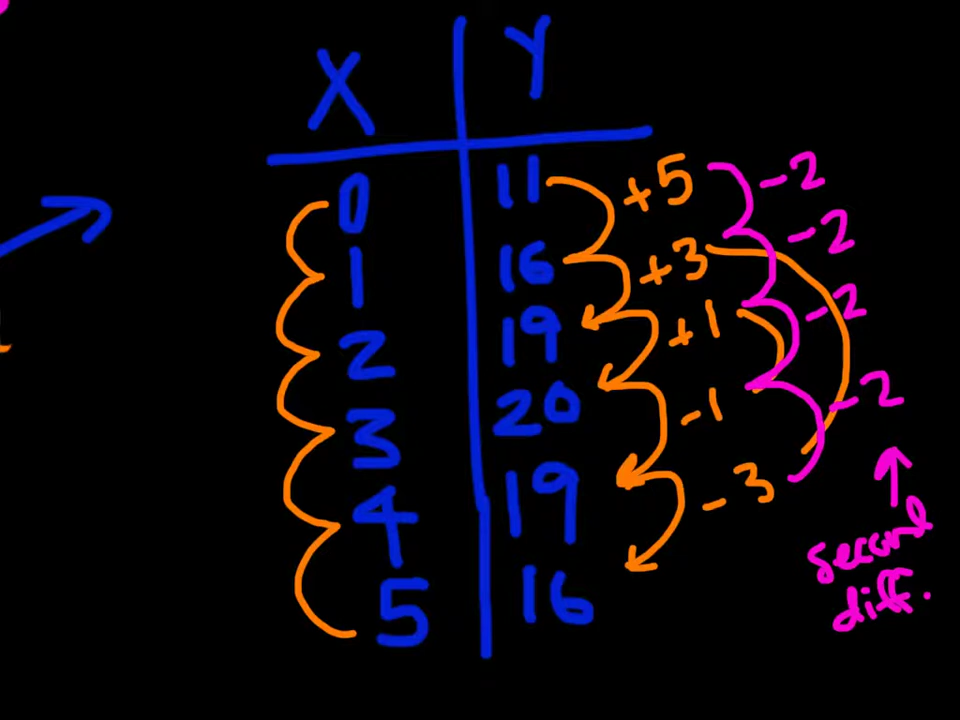 X Y
0 11 +5 -2
1 16 +3 -2
2 19 +1 -2
3 20 -1 -2
4 19 -3
5 16
second
diff.